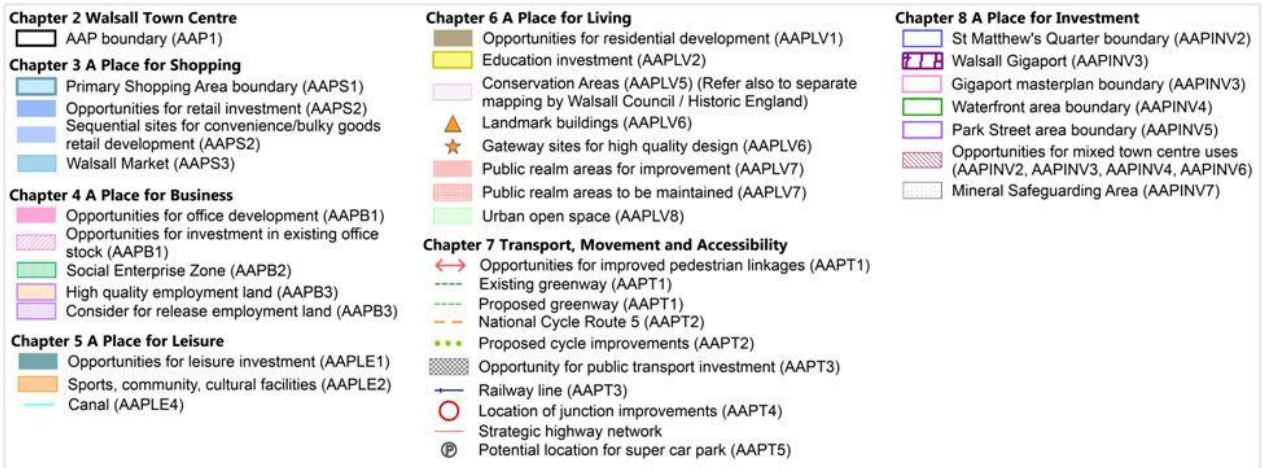 Chapter 2 Walsall Town Centre
AAP boundary (AAP1)
Chapter 3 A Place for Shopping
Primary Shopping Area boundary (AAPS1)
Opportunities for retail investment (AAPS2)
Sequential sites for convenience/bulky goods
retail development (AAPS2)
Walsall Market (AAPS3)
Chapter 4 A Place for Business
Opportunities for office development (AAPB1)
Opportunities for investment in existing office
stock (AAPB1)
Social Enterprise Zone (AAPB2)
High quality employment land (AAPB3)
Consider for release employment land (AAPB3)
Chapter 5 A Place for Leisure
Opportunities for leisure investment (AAPLE1)
Sports, community, cultural facilities (AAPLE2)
Canal (AAPLE4)
Chapter 6 A Place for Living
Opportunities for residential development (AAPLV1)
Education investment (AAPLV2)
Conservation Areas (AAPLV5) (Refer also to separate
mapping by Walsall Council / Historic England)
Landmark buildings (AAPLV6)
Gateway sites for high quality design (AAPLV6)
Public realm areas for improvement (AAPLV7)
Public realm areas to be maintained (AAPLV7)
Urban open space (AAPLV8)
Chapter 7 Transport, Movement and Accessibility
Opportunities for improved pedestrian linkages (AAPT1)
Existing greenway (AAPT1)
Proposed greenway (AAPT1)
National Cycle Route 5 (AAPT2)
Proposed cycle improvements (AAPT2)
Opportunity for public transport investment (AAPT3)
Railway line (AAPT3)
Location of junction improvements (AAPT4)
Strategic highway network
P Potential location for super car park (AAPT5)
Chapter 8 A Place for Investment
St Matthew's Quarter boundary (AAPINV2)
Walsall Gigaport (AAPINV3)
Gigaport masterplan boundary (AAPINV3)
Waterfront area boundary (AAPINV4)
Park Street area boundary (AAPINV5)
Opportunities for mixed town centre uses
(AAPINV2, AAPINV3, AAPINV4, AAPINV6)
Mineral Safeguarding Area (AAPINV7)